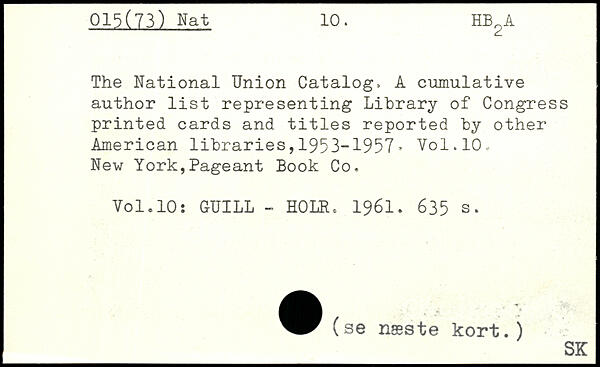 015(73) Nat 10. HB2A
The National Union Catalog. A cumulative
author list representing Library of Congress
printed cards and titles reported by other
American libraries,1953-1957. Vol.10.
New York,Pageant Book Co.
Vol.10: GUILL - HOLR. 1961. 635 s.
(se næste kort.)
SK